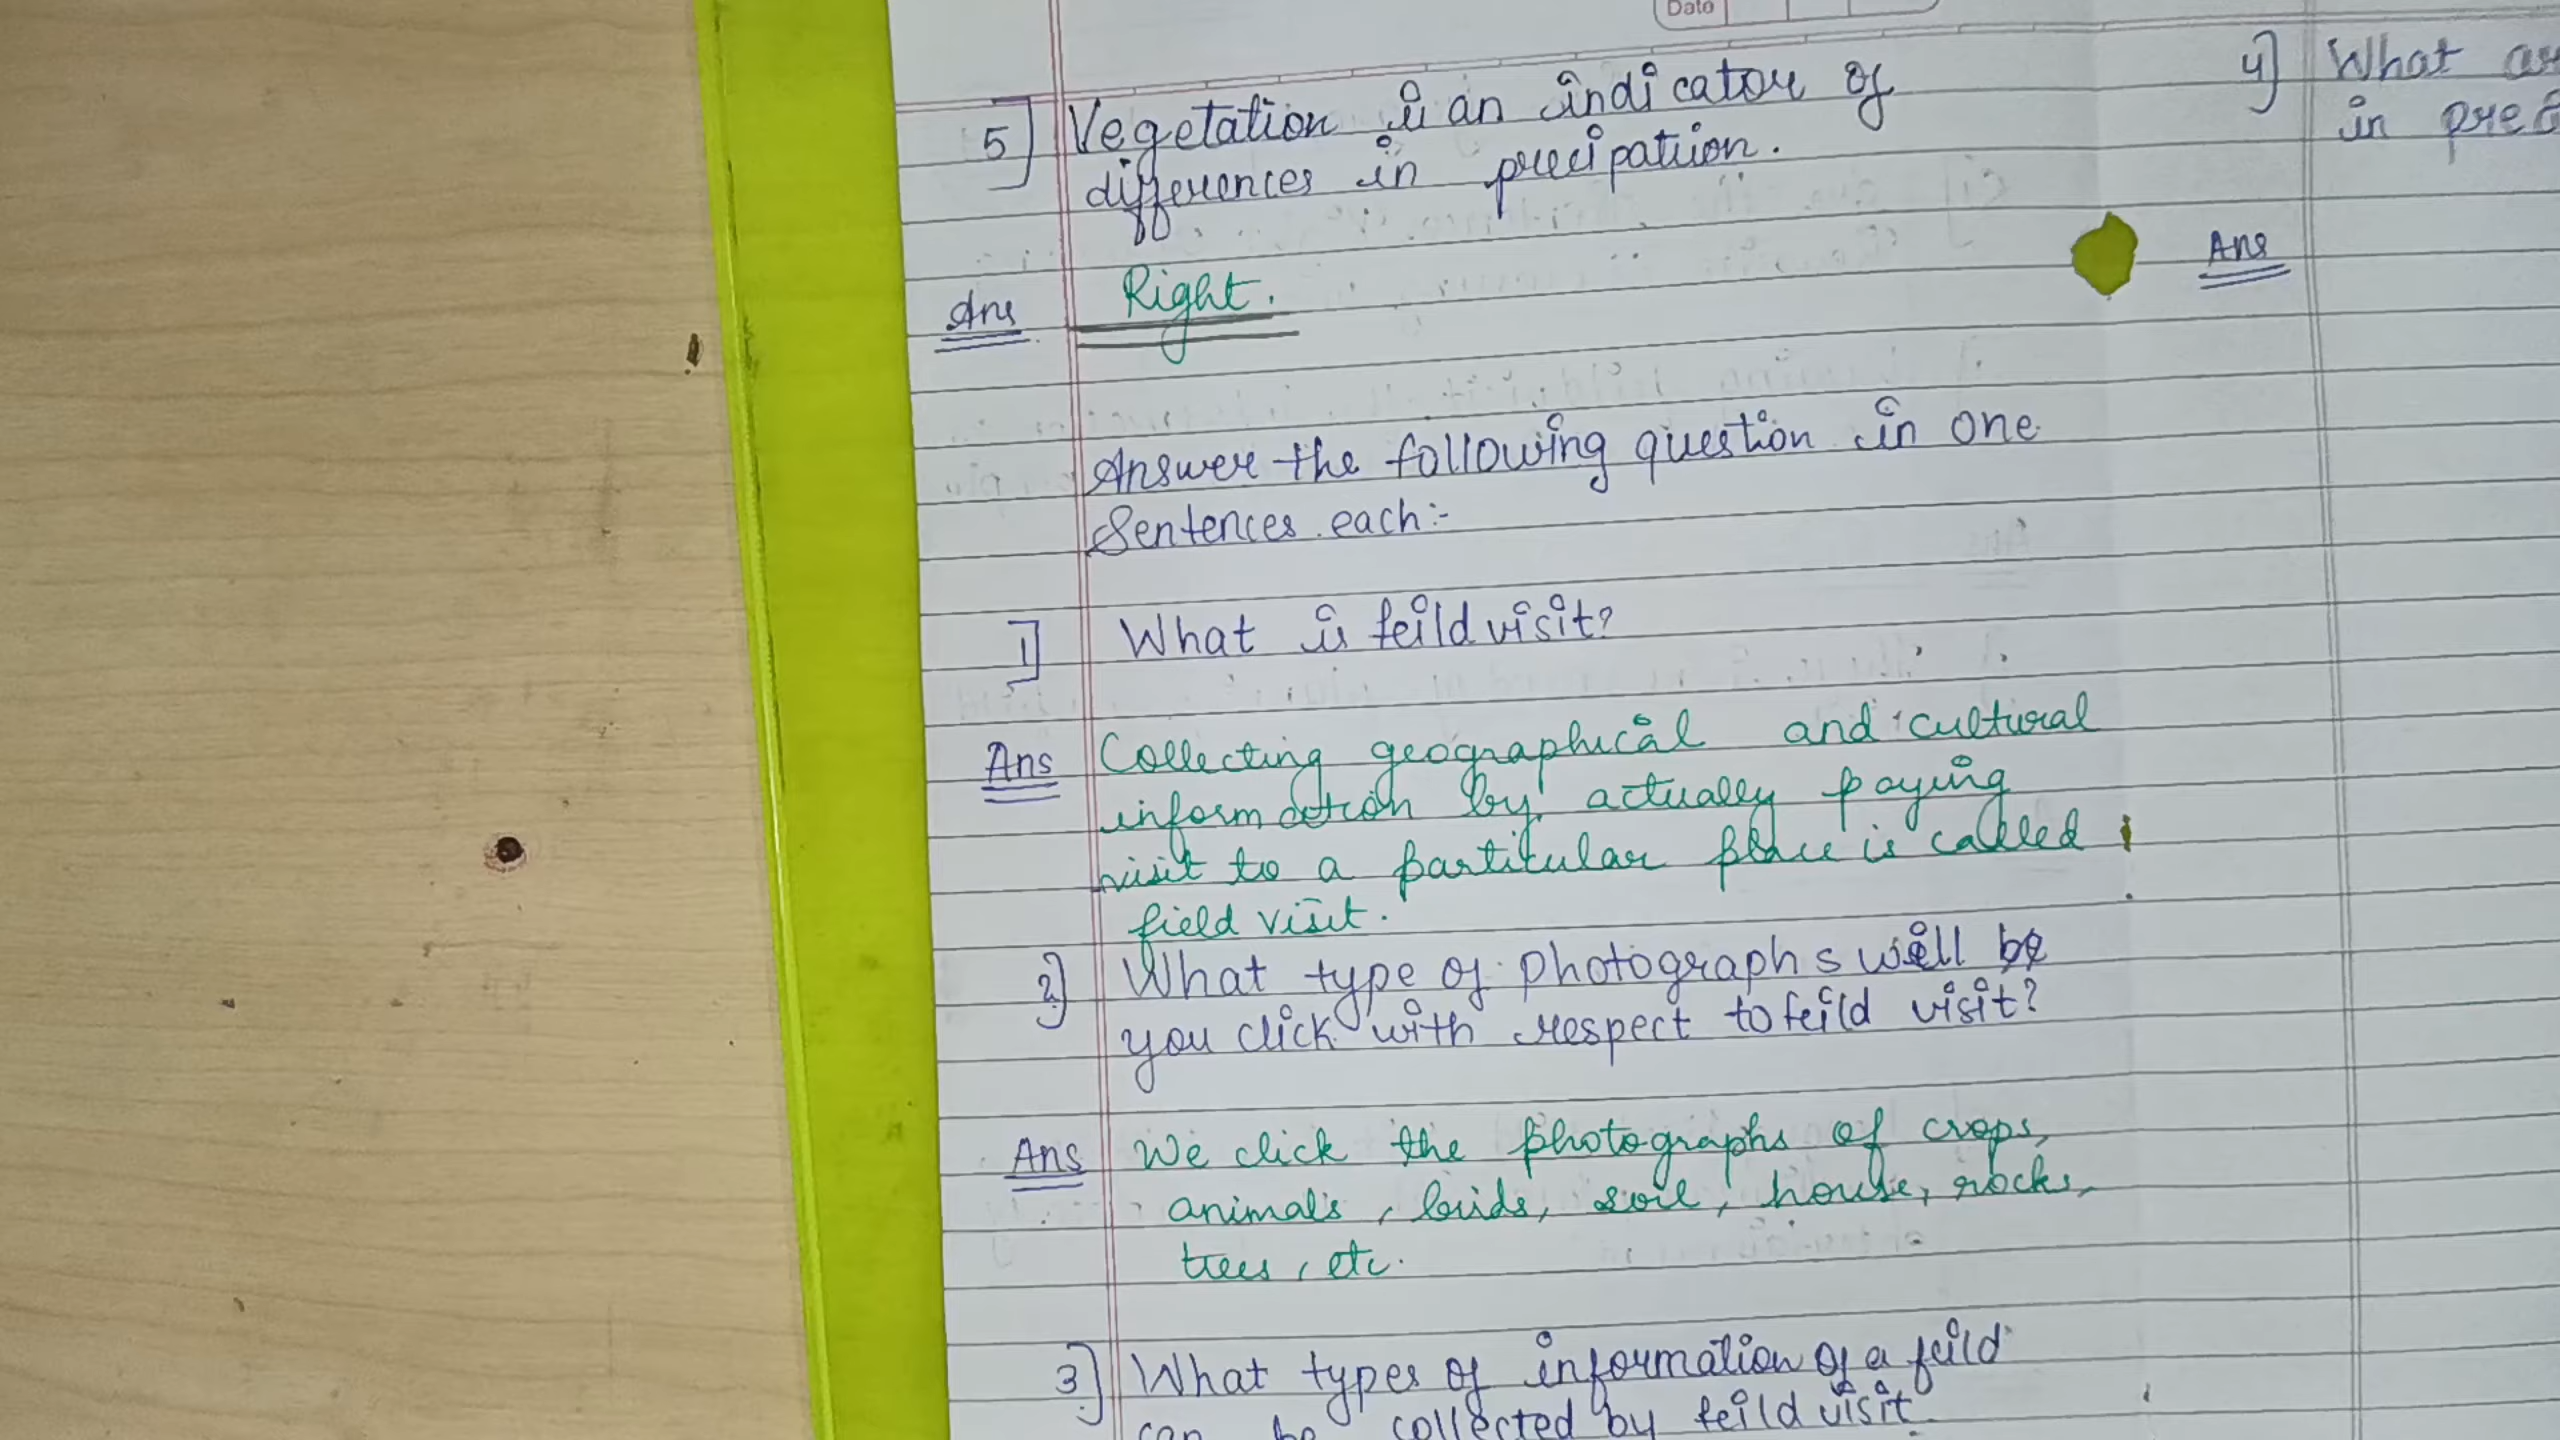 Date
5] Vegetation is an indicator of
differences in precipatiion.
Ans Right.
Answer the following question in one
Sentences each:-
1] What is feild visit?
Ans Collecting geographical and cultural
information by actually paying
visit to a particular place is called
field visit.
2] What type of photographs will be
you click with respect to feild visit?
Ans We click the photographs of crops,
animals, birds, soil, house, rocks,
trees, etc.
3] What types of information of a feild
can be collected by feild visit.
4] What
in
Ans